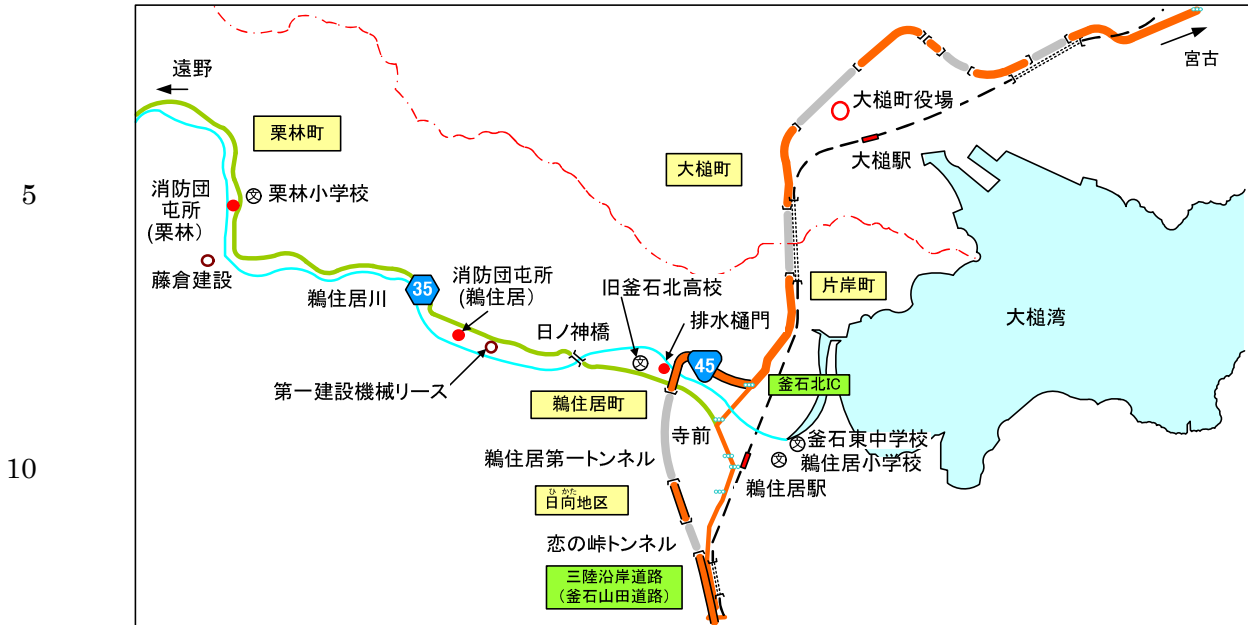 宮古
遠野
大槌町役場
栗林町
大槌駅
大槌町
5
消防団
屯所
(栗林)
栗林小学校
藤倉建設
鵜住居川
35
消防団屯所
(鵜住居)
旧釜石北高校
片岸町
大槌湾
排水樋門
日ノ神橋
45
第一建設機械リース
釜石北IC
鵜住居町
寺前
釜石東中学校
鵜住居小学校
10
鵜住居第一トンネル
鵜住居駅
ひかた
日向地区
恋の峠トンネル
三陸沿岸道路
(釜石山田道路)
文
文
文
文